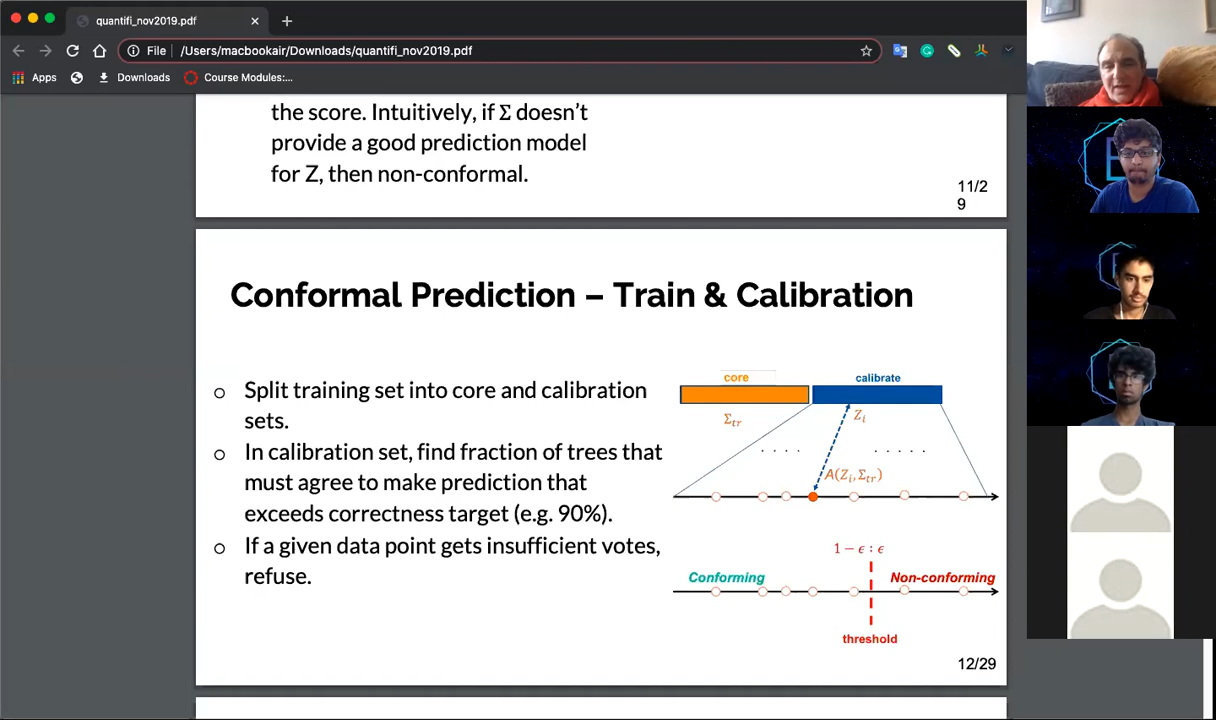 quantifi_nov2019.pdf
File /Users/macbookair/Downloads/quantifi_nov2019.pdf
Apps Downloads Course Modules:...
the score. Intuitively, if Σ doesn't
provide a good prediction model
for Z, then non-conformal.
11/2
9
Conformal Prediction – Train & Calibration
Split training set into core and calibration
sets.
In calibration set, find fraction of trees that
must agree to make prediction that
exceeds correctness target (e.g. 90%).
If a given data point gets insufficient votes,
refuse.
core calibrate
Σtr Zi
A(Zi, Σtr)
1 − ϵ : ϵ
Conforming Non-conforming
threshold
12/29